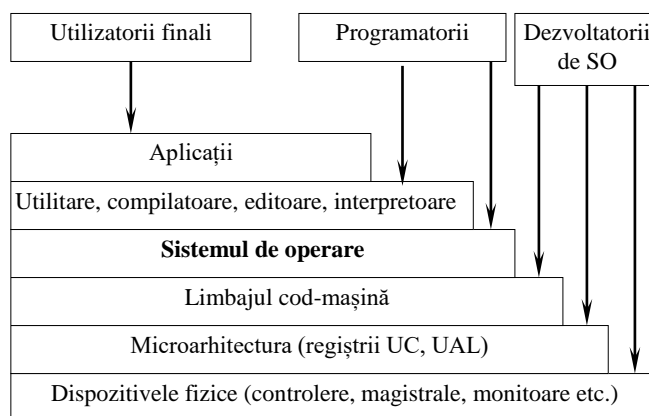 Utilizatorii finali
Programatorii
Dezvoltatorii
de SO
Aplicații
Utilitare, compilatoare, editoare, interpretoare
Sistemul de operare
Limbajul cod-mașină
Microarhitectura (regiștrii UC, UAL)
Dispozitivele fizice (controlere, magistrale, monitoare etc.)